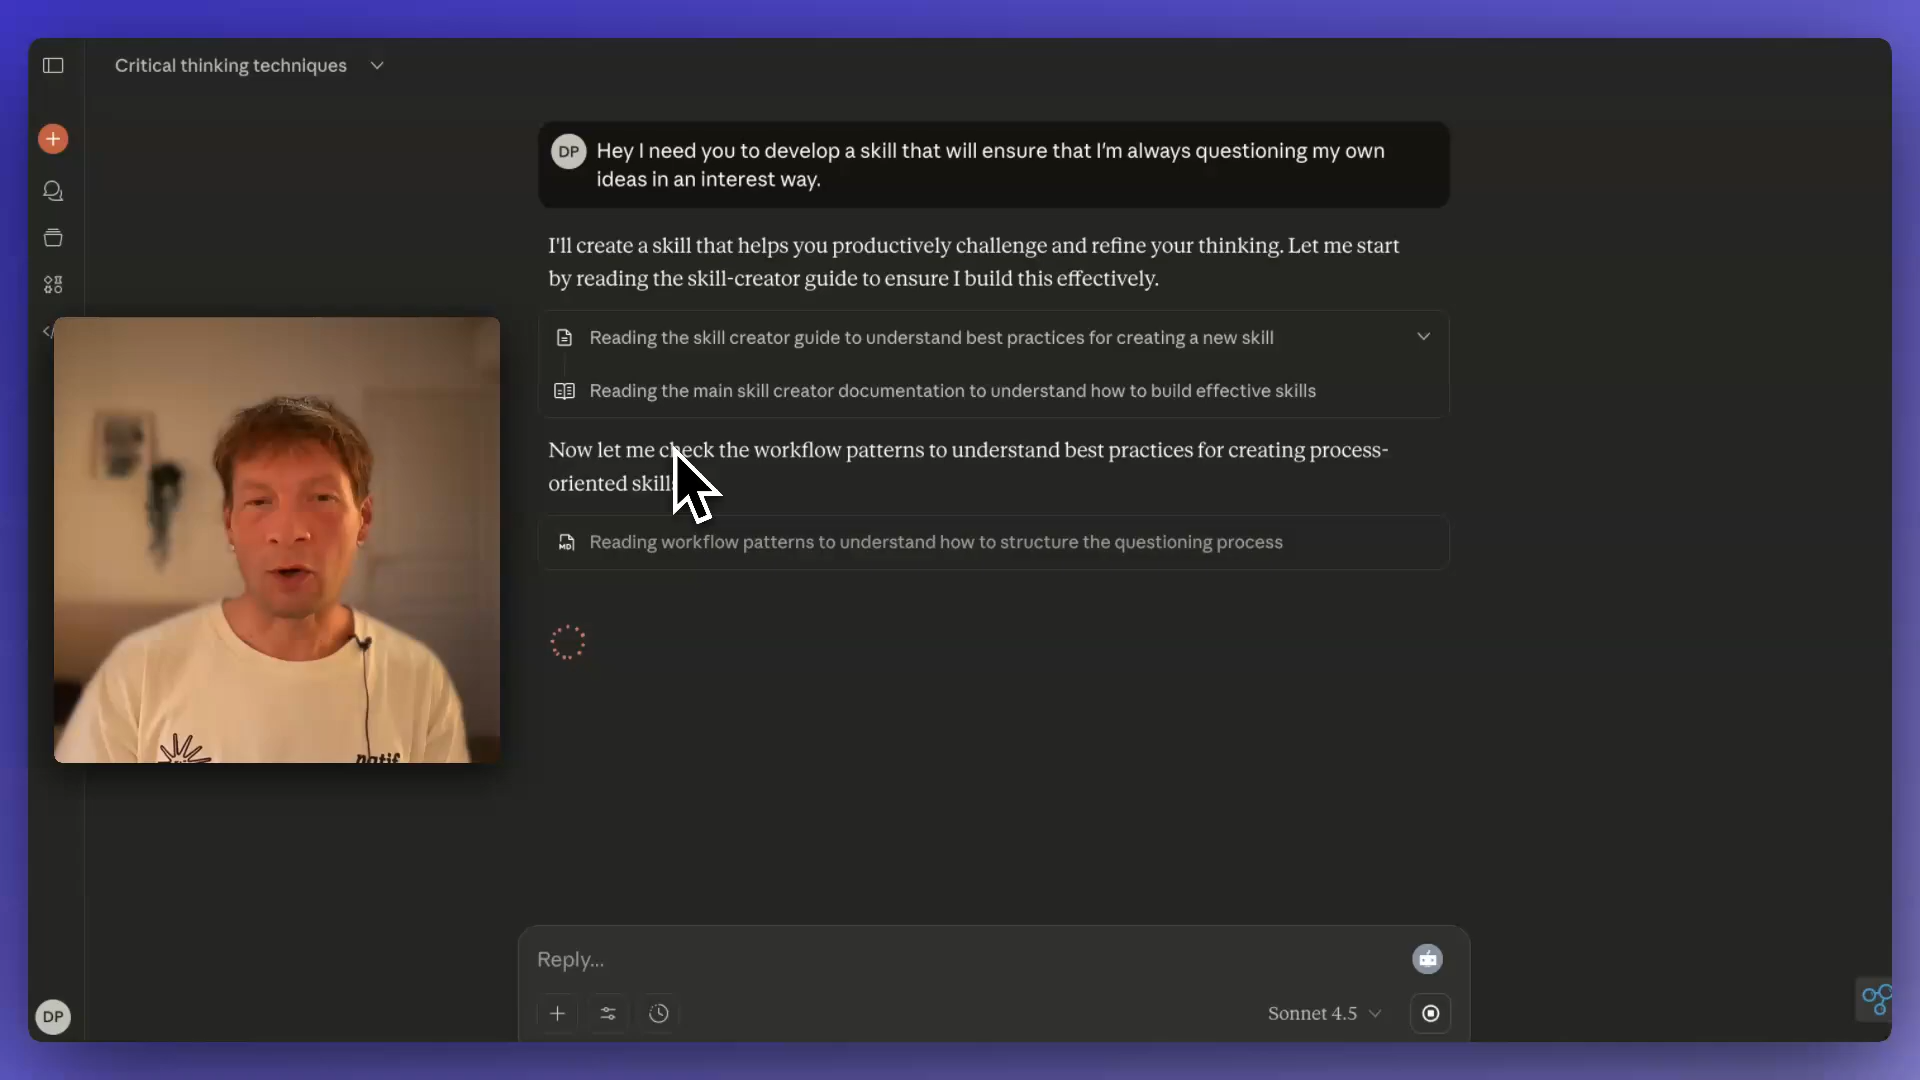 Critical thinking techniques
DP
Hey I need you to develop a skill that will ensure that I'm always questioning my own
ideas in an interest way.
I'll create a skill that helps you productively challenge and refine your thinking. Let me start
by reading the skill-creator guide to ensure I build this effectively.
Reading the skill creator guide to understand best practices for creating a new skill
Reading the main skill creator documentation to understand how to build effective skills
Now let me check the workflow patterns to understand best practices for creating process-
oriented
MD
Reading workflow patterns to understand how to structure the questioning process
Reply...
Sonnet 4.5
DP